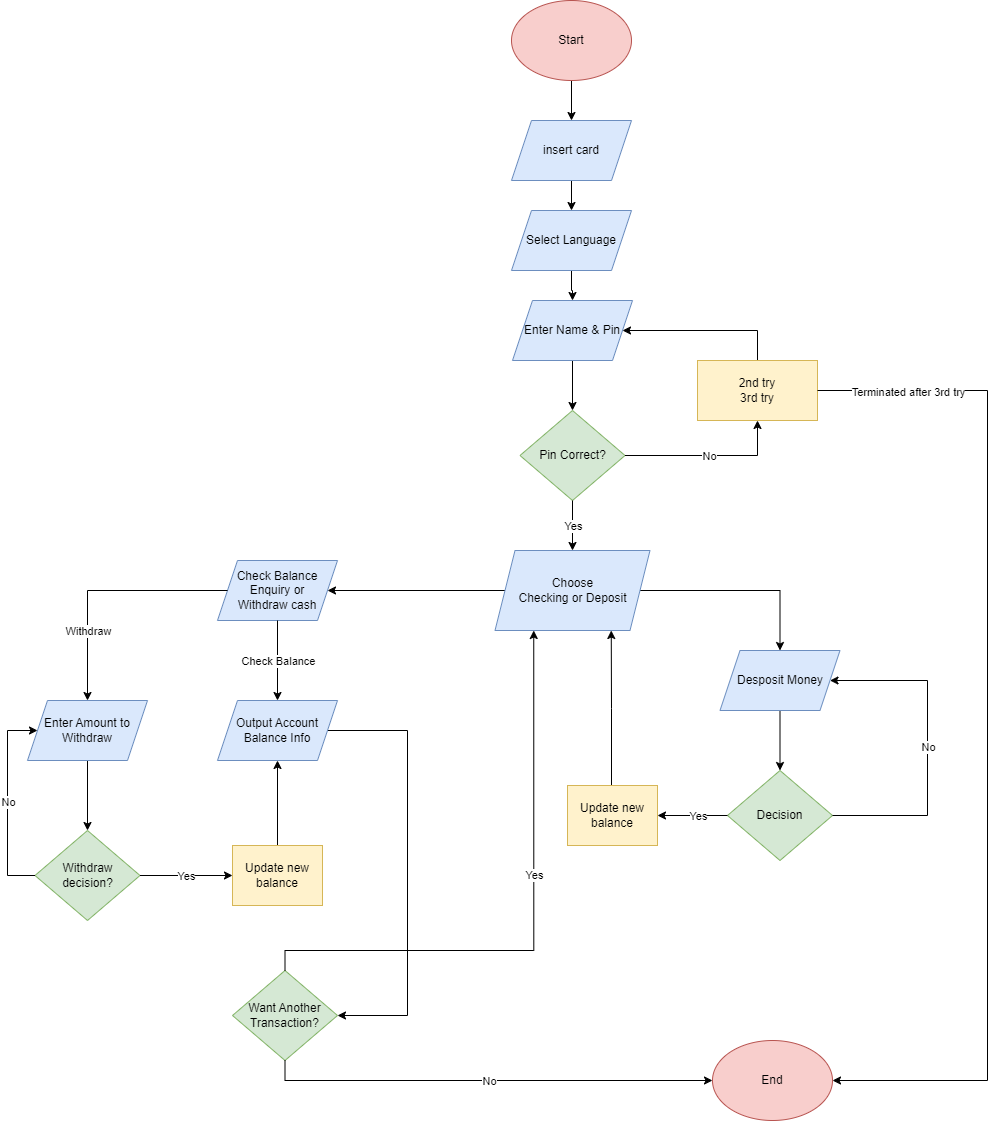 Start
insert card
Select Language
Enter Name & Pin
2nd try
3rd try
Terminated after 3rd try
Pin Correct?
No
Yes
Choose
Checking or Deposit
Check Balance
Enquiry or
Withdraw cash
Withdraw
Check Balance
Desposit Money
Enter Amount to
Withdraw
Output Account
Balance Info
No
No
Update new
balance
Yes
Decision
Withdraw
decision?
Yes
Update new
balance
Yes
Want Another
Transaction?
No
End